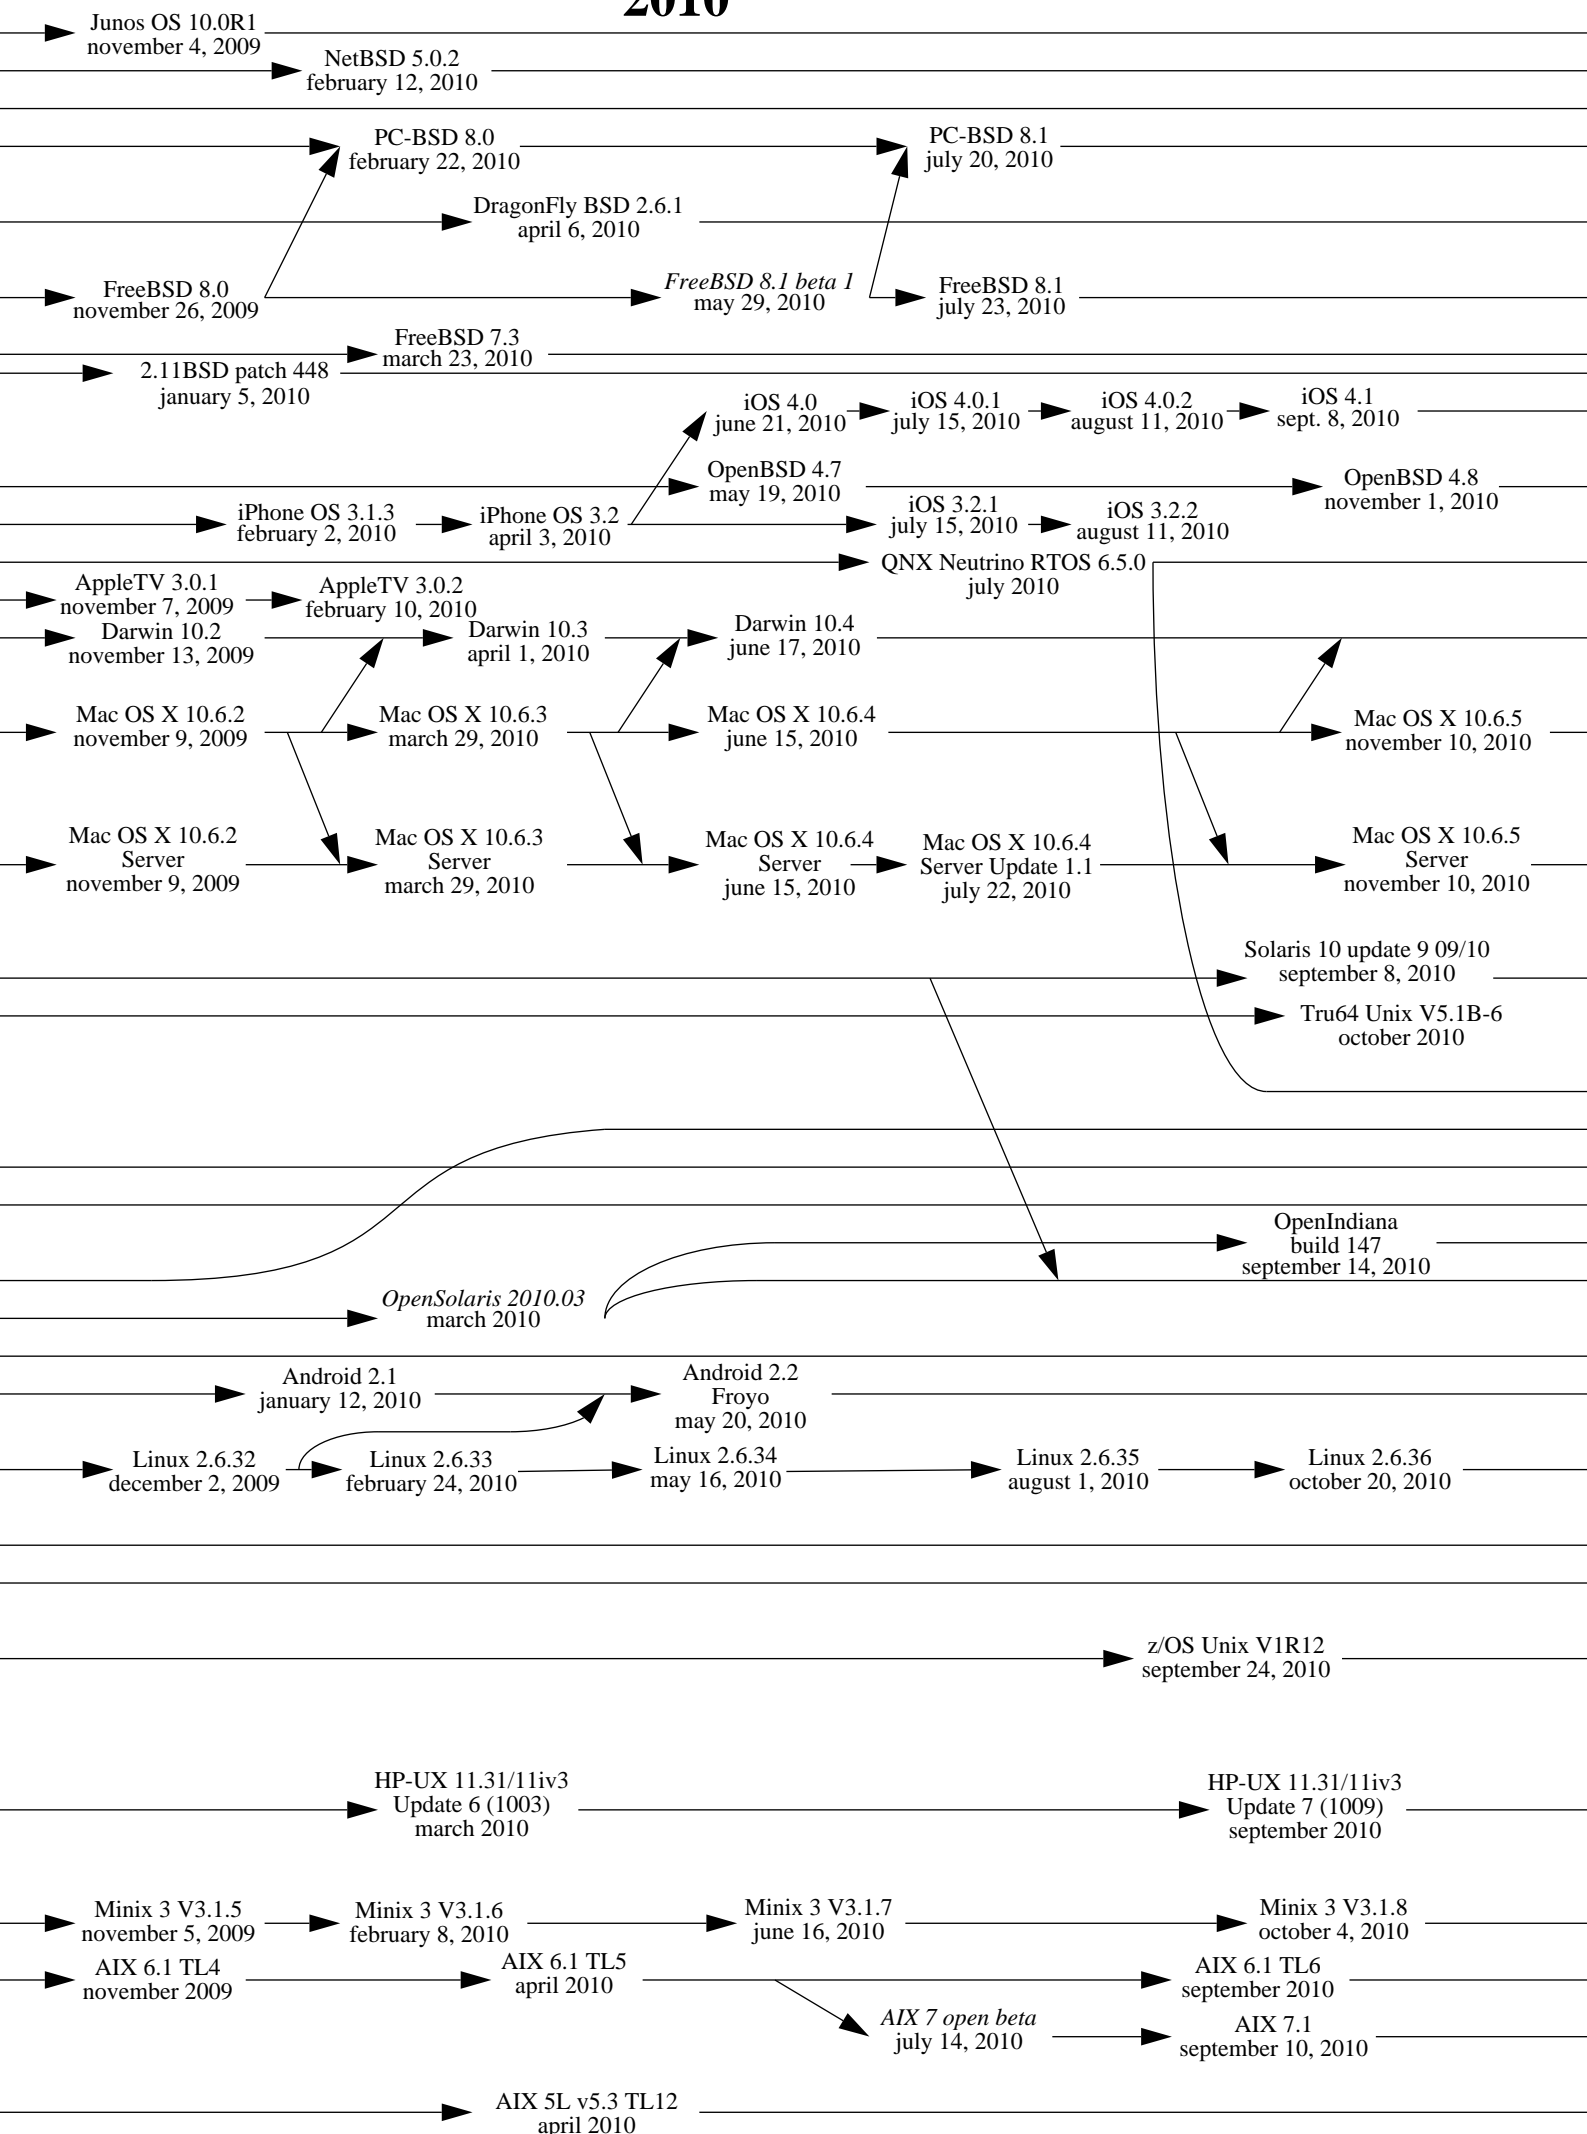 2010
Junos OS 10.0R1
november 4, 2009
NetBSD 5.0.2
february 12, 2010
PC-BSD 8.0
february 22, 2010
PC-BSD 8.1
july 20, 2010
DragonFly BSD 2.6.1
april 6, 2010
FreeBSD 8.0
november 26, 2009
FreeBSD 8.1 beta 1
may 29, 2010
FreeBSD 8.1
july 23, 2010
FreeBSD 7.3
march 23, 2010
2.11BSD patch 448
january 5, 2010
iOS 4.0
june 21, 2010
iOS 4.0.1
july 15, 2010
iOS 4.0.2
august 11, 2010
iOS 4.1
sept. 8, 2010
OpenBSD 4.7
may 19, 2010
OpenBSD 4.8
november 1, 2010
iPhone OS 3.1.3
february 2, 2010
iPhone OS 3.2
april 3, 2010
iOS 3.2.1
july 15, 2010
iOS 3.2.2
august 11, 2010
QNX Neutrino RTOS 6.5.0
july 2010
AppleTV 3.0.1
november 7, 2009
AppleTV 3.0.2
february 10, 2010
Darwin 10.2
november 13, 2009
Darwin 10.3
april 1, 2010
Darwin 10.4
june 17, 2010
Mac OS X 10.6.2
november 9, 2009
Mac OS X 10.6.3
march 29, 2010
Mac OS X 10.6.4
june 15, 2010
Mac OS X 10.6.5
november 10, 2010
Mac OS X 10.6.2
Server
november 9, 2009
Mac OS X 10.6.3
Server
march 29, 2010
Mac OS X 10.6.4
Server
june 15, 2010
Mac OS X 10.6.4
Server Update 1.1
july 22, 2010
Mac OS X 10.6.5
Server
november 10, 2010
Solaris 10 update 9 09/10
september 8, 2010
Tru64 Unix V5.1B-6
october 2010
OpenIndiana
build 147
september 14, 2010
OpenSolaris 2010.03
march 2010
Android 2.1
january 12, 2010
Android 2.2
Froyo
may 20, 2010
Linux 2.6.32
december 2, 2009
Linux 2.6.33
february 24, 2010
Linux 2.6.34
may 16, 2010
Linux 2.6.35
august 1, 2010
Linux 2.6.36
october 20, 2010
z/OS Unix V1R12
september 24, 2010
HP-UX 11.31/11iv3
Update 6 (1003)
march 2010
HP-UX 11.31/11iv3
Update 7 (1009)
september 2010
Minix 3 V3.1.5
november 5, 2009
Minix 3 V3.1.6
february 8, 2010
Minix 3 V3.1.7
june 16, 2010
Minix 3 V3.1.8
october 4, 2010
AIX 6.1 TL4
november 2009
AIX 6.1 TL5
april 2010
AIX 6.1 TL6
september 2010
AIX 7 open beta
july 14, 2010
AIX 7.1
september 10, 2010
AIX 5L v5.3 TL12
april 2010